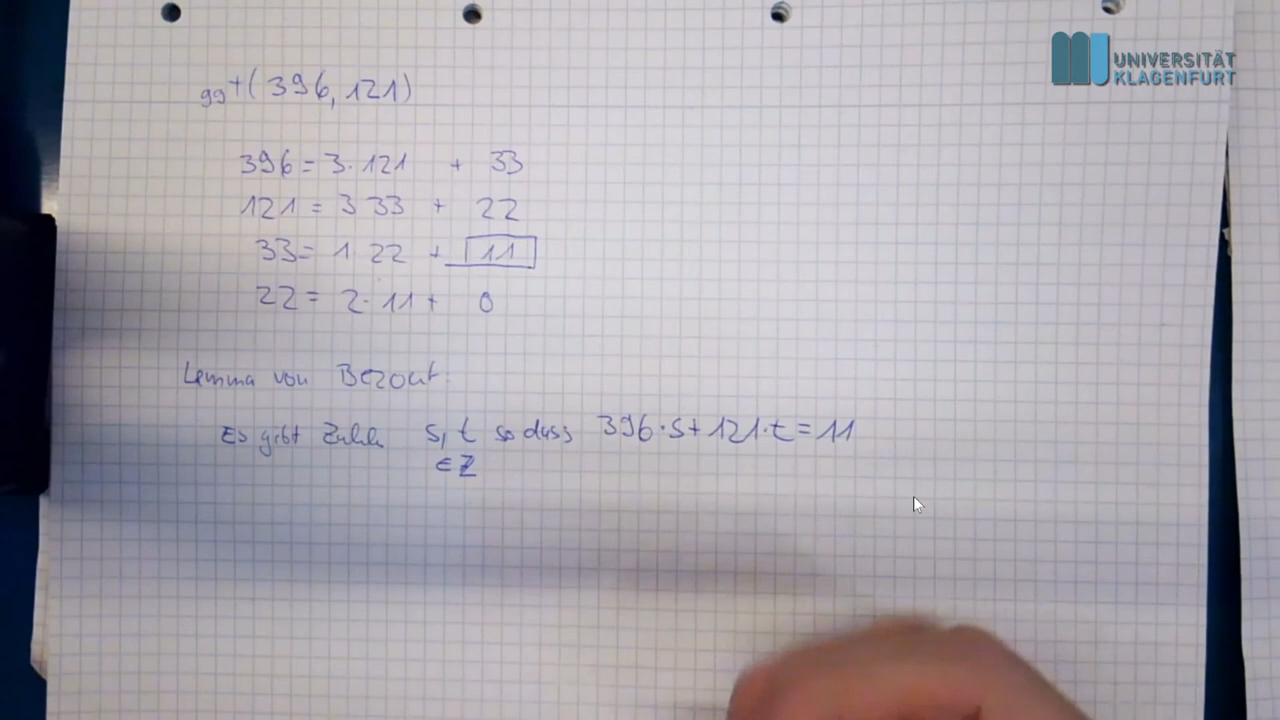 ggT(396,121)
UNIVERSITÄT
KLAGENFURT
396 = 3·121 + 33
121 = 3 33 + 22
33 = 1 22 + 11
22 = 2·11 + 0
Lemma von Bezout:
Es gibt Zahlen s, t so dass 396·s+121·t=11
∈ Z